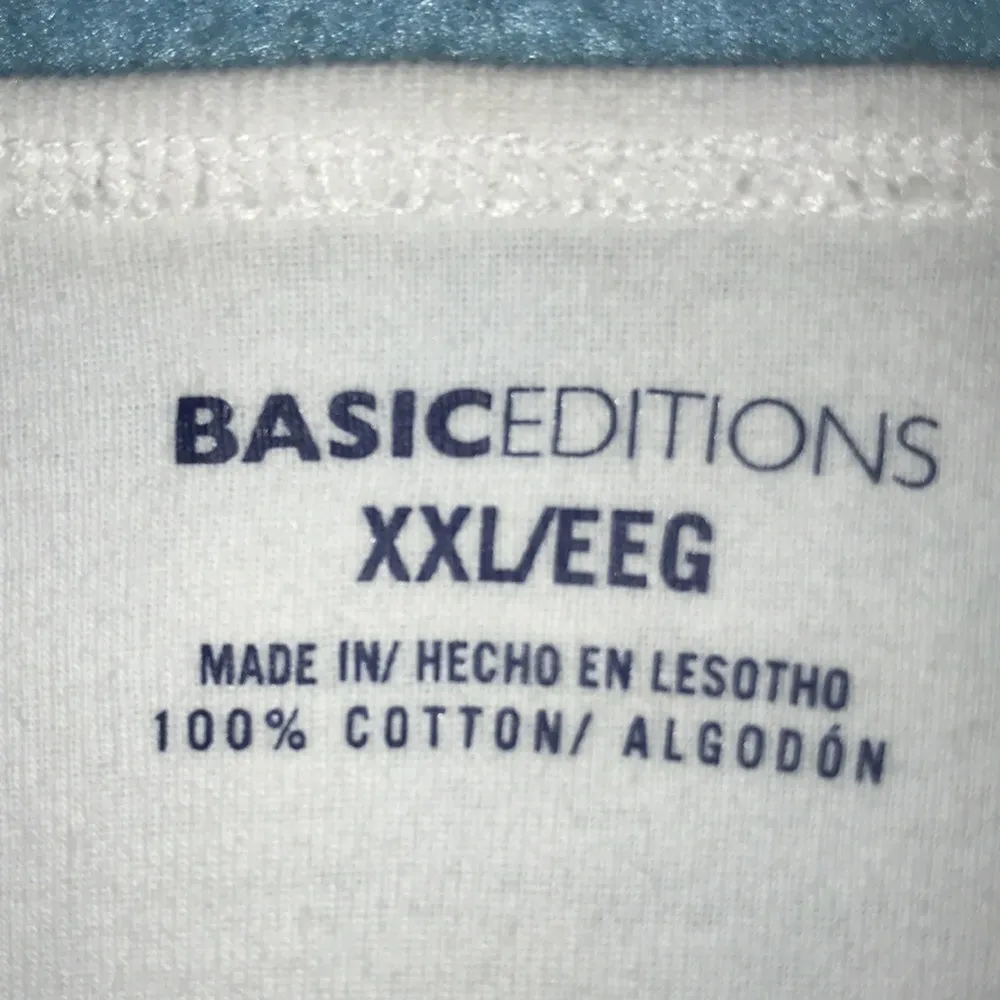 BASICEDITIONS
XXL/EEG
MADE IN/ HECHO EN LESOTHO
100% COTTON/ ALGODÓN